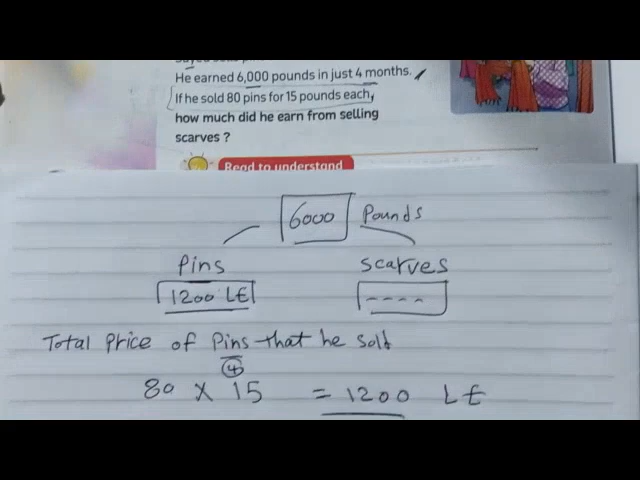 He earned 6,000 pounds in just 4 months.
If he sold 80 pins for 15 pounds each,
how much did he earn from selling
scarves ?
Read to understand
6000 Pounds
Pins scarves
1200 LE ----
Total Price of Pins that he sold
4
80 X 15 = 1200 LE